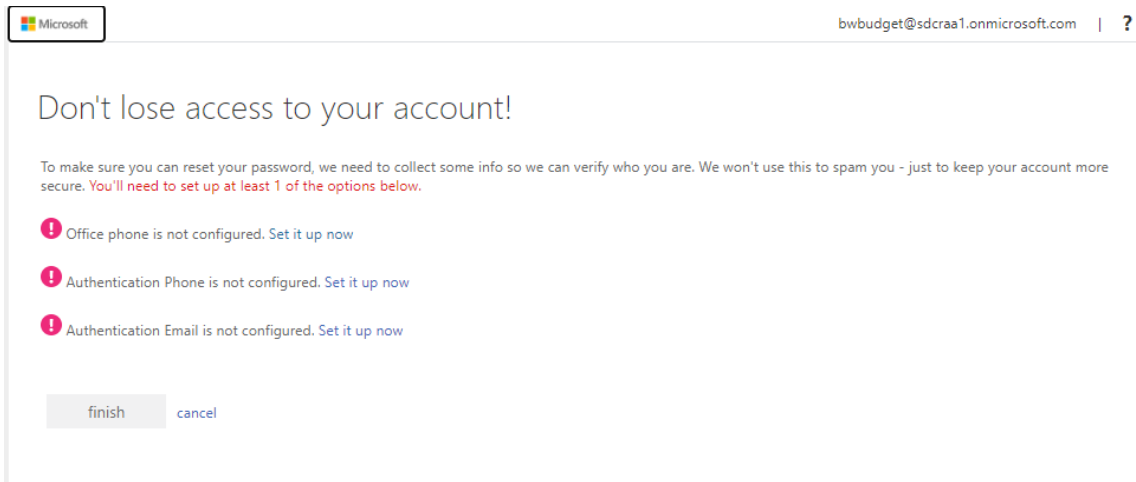 Microsoft
bwbudget@sdcraa1.onmicrosoft.com | ?
Don't lose access to your account!
To make sure you can reset your password, we need to collect some info so we can verify who you are. We won't use this to spam you - just to keep your account more
secure. You'll need to set up at least 1 of the options below.
! Office phone is not configured. Set it up now
! Authentication Phone is not configured. Set it up now
! Authentication Email is not configured. Set it up now
finish cancel